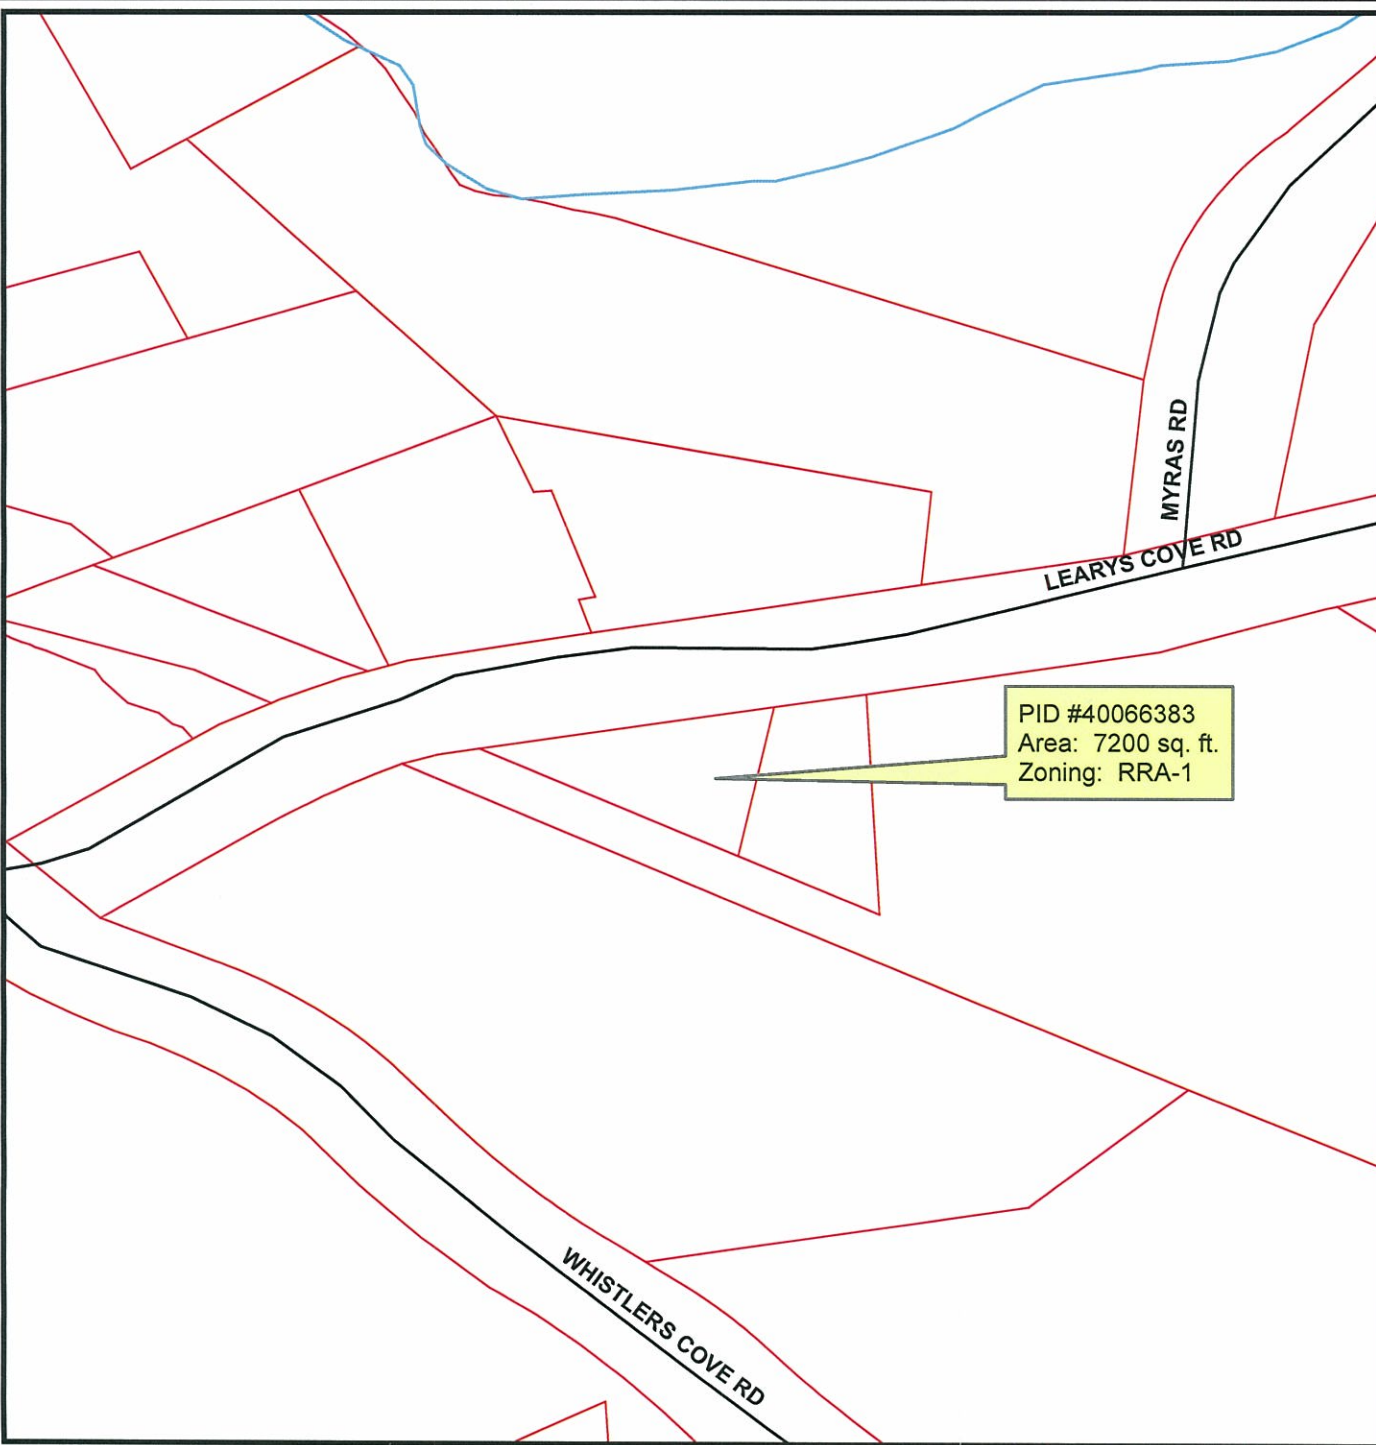 MYRAS RD
LEARYS COVE RD
PID #40066383
Area: 7200 sq. ft.
Zoning: RRA-1
WHISTLERS COVE RD